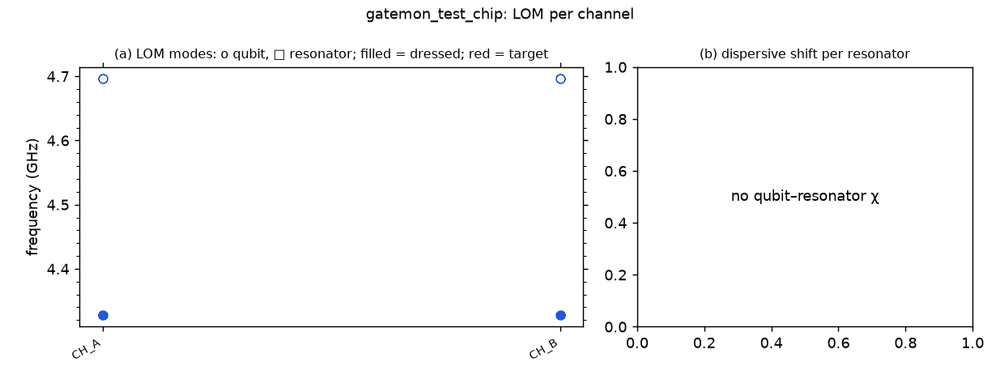 gatemon_test_chip: LOM per channel
(a) LOM modes: o qubit, □ resonator; filled = dressed; red = target
(b) dispersive shift per resonator
frequency (GHz)
4.7
4.6
4.5
4.4
CH_A
CH_B
1.0
0.8
0.6
0.4
0.2
0.0
no qubit–resonator χ
0.0
0.2
0.4
0.6
0.8
1.0